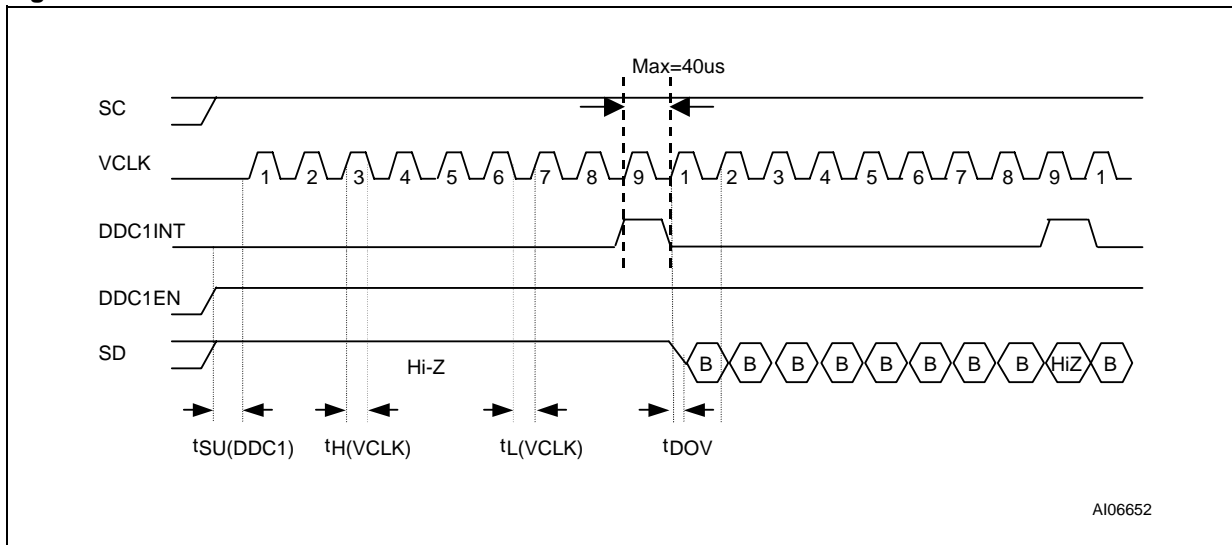 Max=40us
SC
VCLK
1 2 3 4 5 6 7 8 9 1 2 3 4 5 6 7 8 9 1
DDC1INT
DDC1EN
SD
Hi-Z
B B B B B B B B HiZ B
tSU(DDC1) tH(VCLK) tL(VCLK) tDOV
AI06652